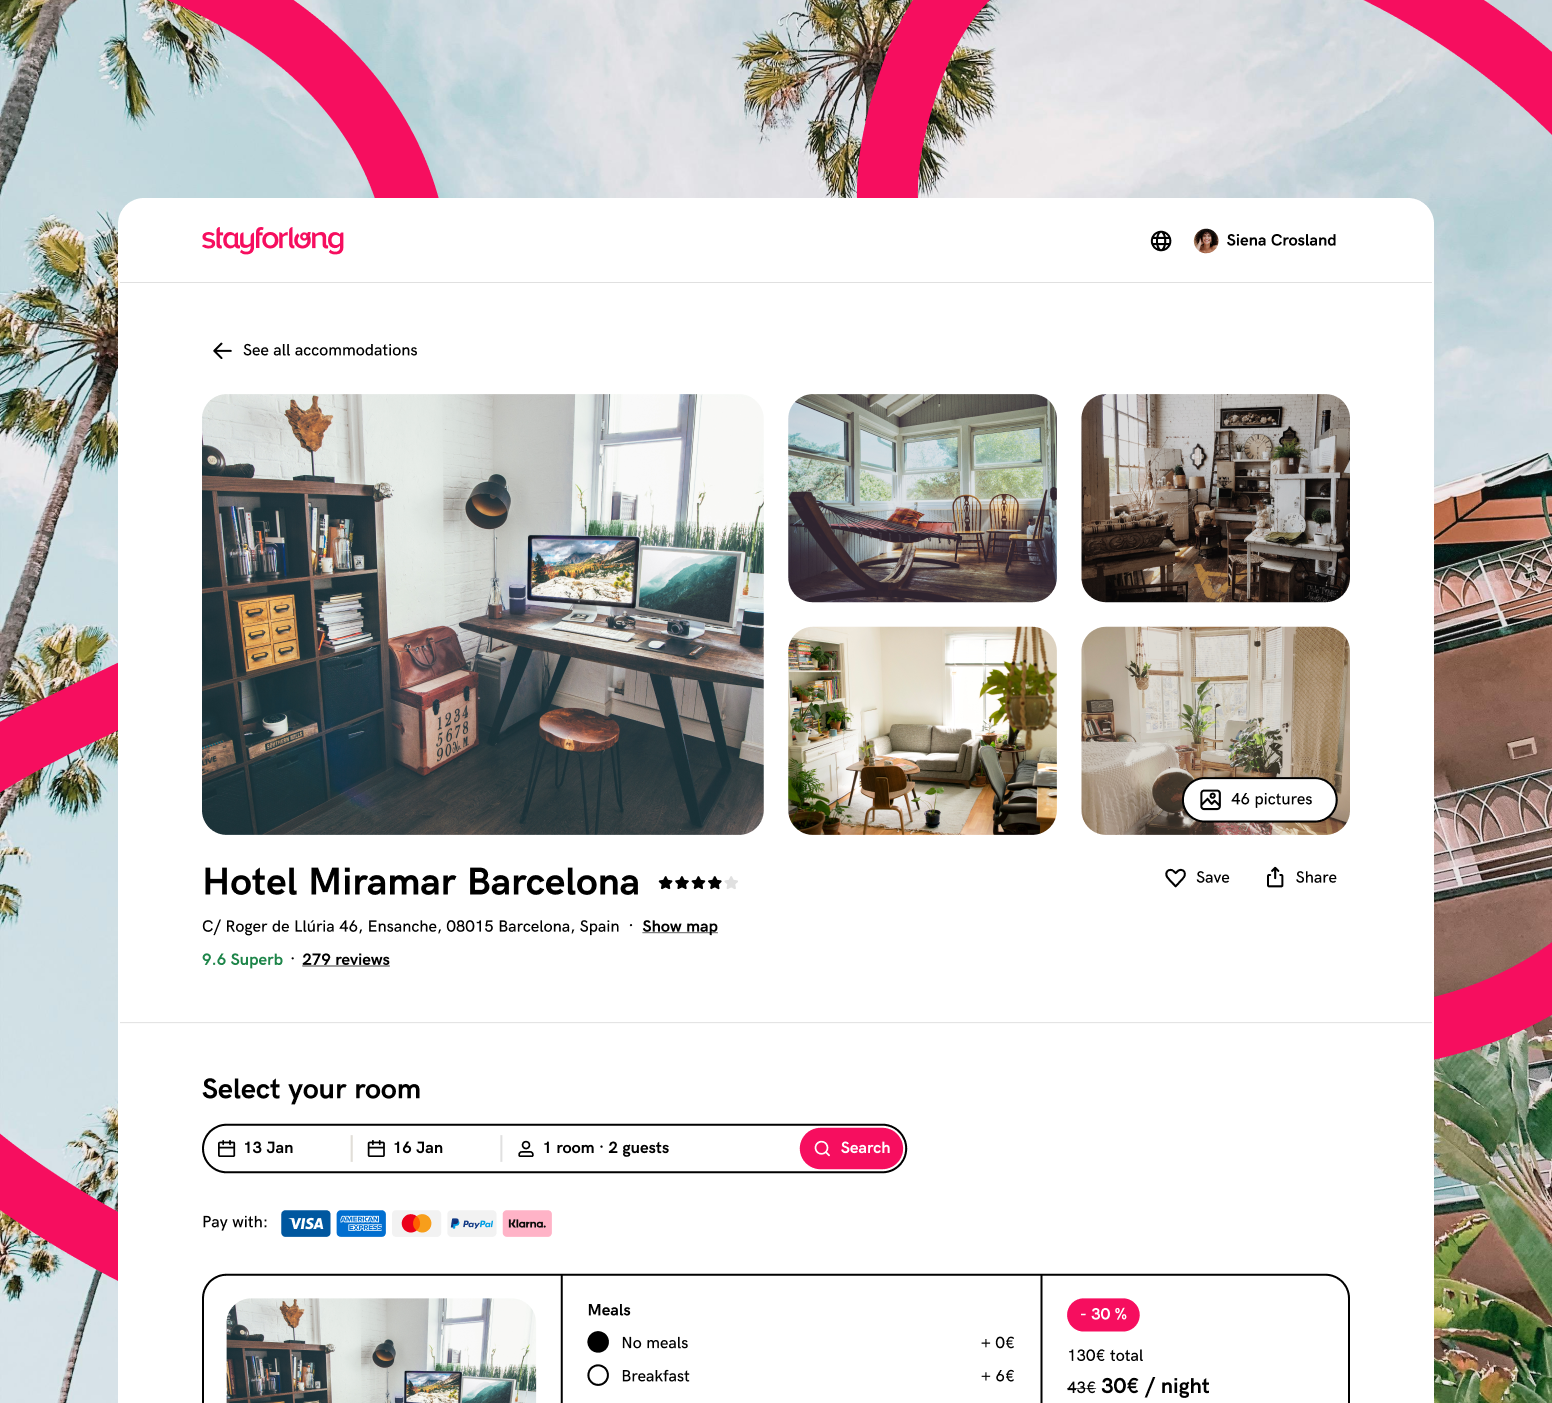 stayforlong
Siena Crosland
See all accommodations
1234
5678
90%.M
46 pictures
Hotel Miramar Barcelona
Save
Share
C/ Roger de Llúria 46, Ensanche, 08015 Barcelona, Spain · Show map
9.6 Superb · 279 reviews
Select your room
13 Jan
16 Jan
1 room · 2 guests
Search
Pay with:
VISA
AMERICAN EXPRESS
PayPal
Klarna.
Meals
No meals
+ 0€
Breakfast
+ 6€
- 30 %
130€ total
43€ 30€ / night